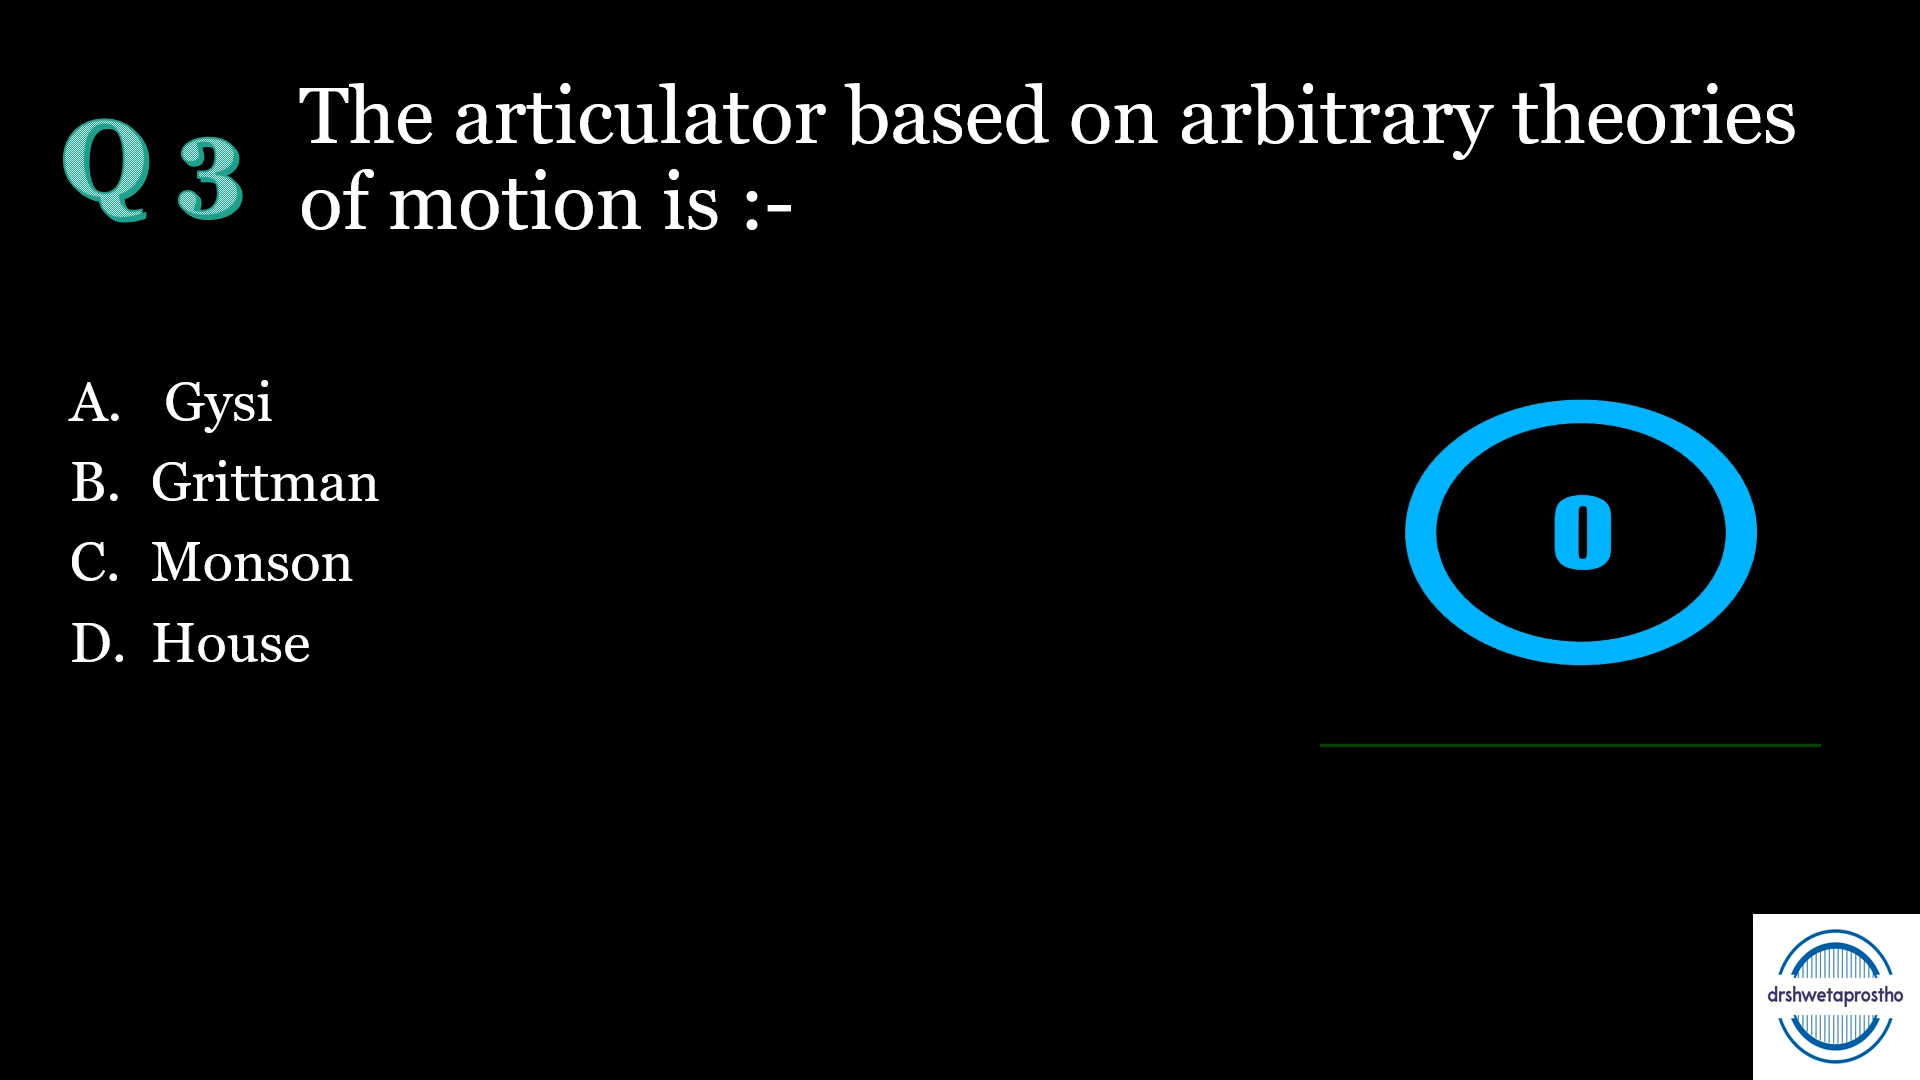 Q 3
The articulator based on arbitrary theories
of motion is :-
A. Gysi
B. Grittman
C. Monson
D. House
0
drshwetaprostho